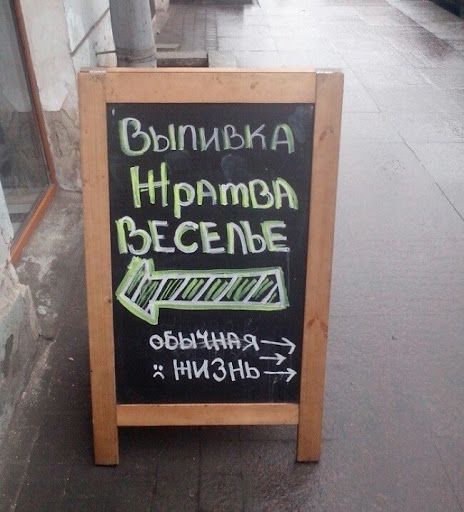 Выпивка
Жратва
Веселье
обычная
:( жизнь